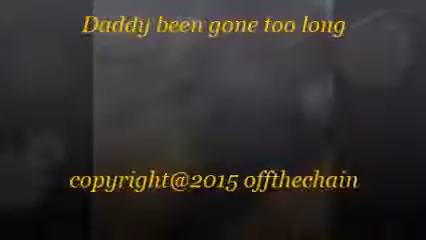 Daddy been gone too long
copyright@2015 offthechain